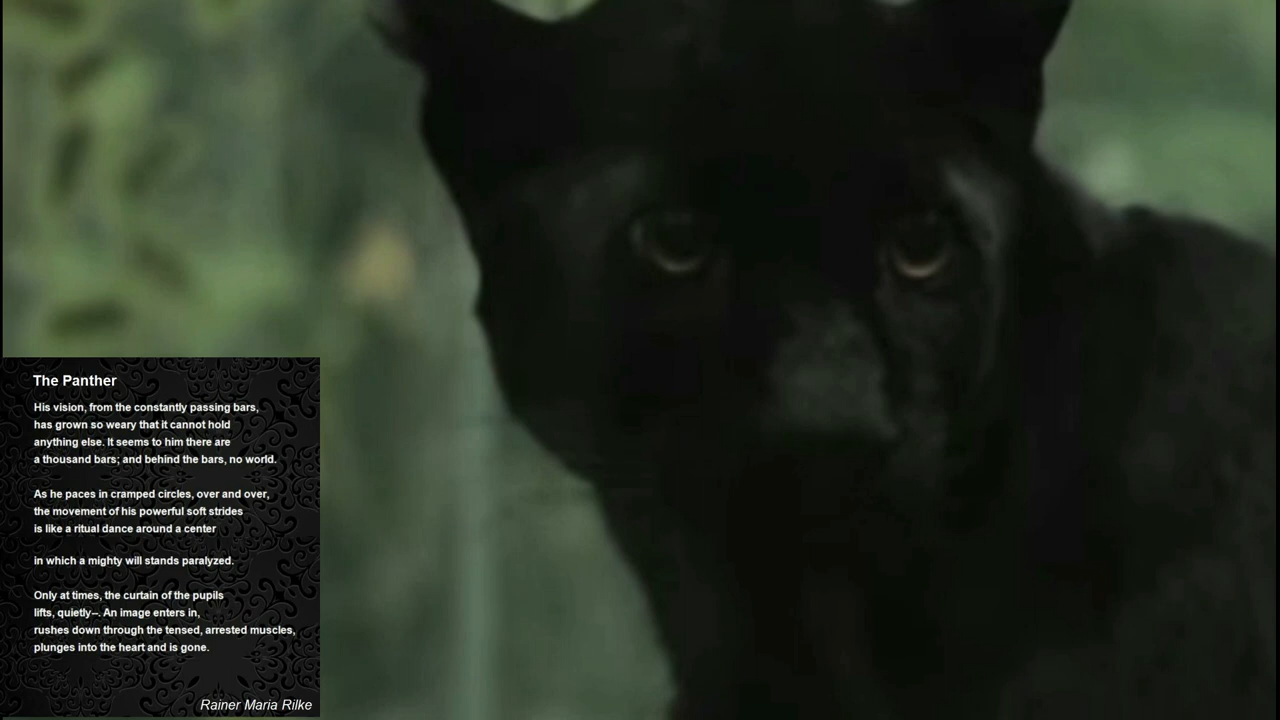 The Panther
His vision, from the constantly passing bars,
has grown so weary that it cannot hold
anything else. It seems to him there are
a thousand bars; and behind the bars, no world.
As he paces in cramped circles, over and over,
the movement of his powerful soft strides
is like a ritual dance around a center
in which a mighty will stands paralyzed.
Only at times, the curtain of the pupils
lifts, quietly--. An image enters in,
rushes down through the tensed, arrested muscles,
plunges into the heart and is gone.
Rainer Maria Rilke